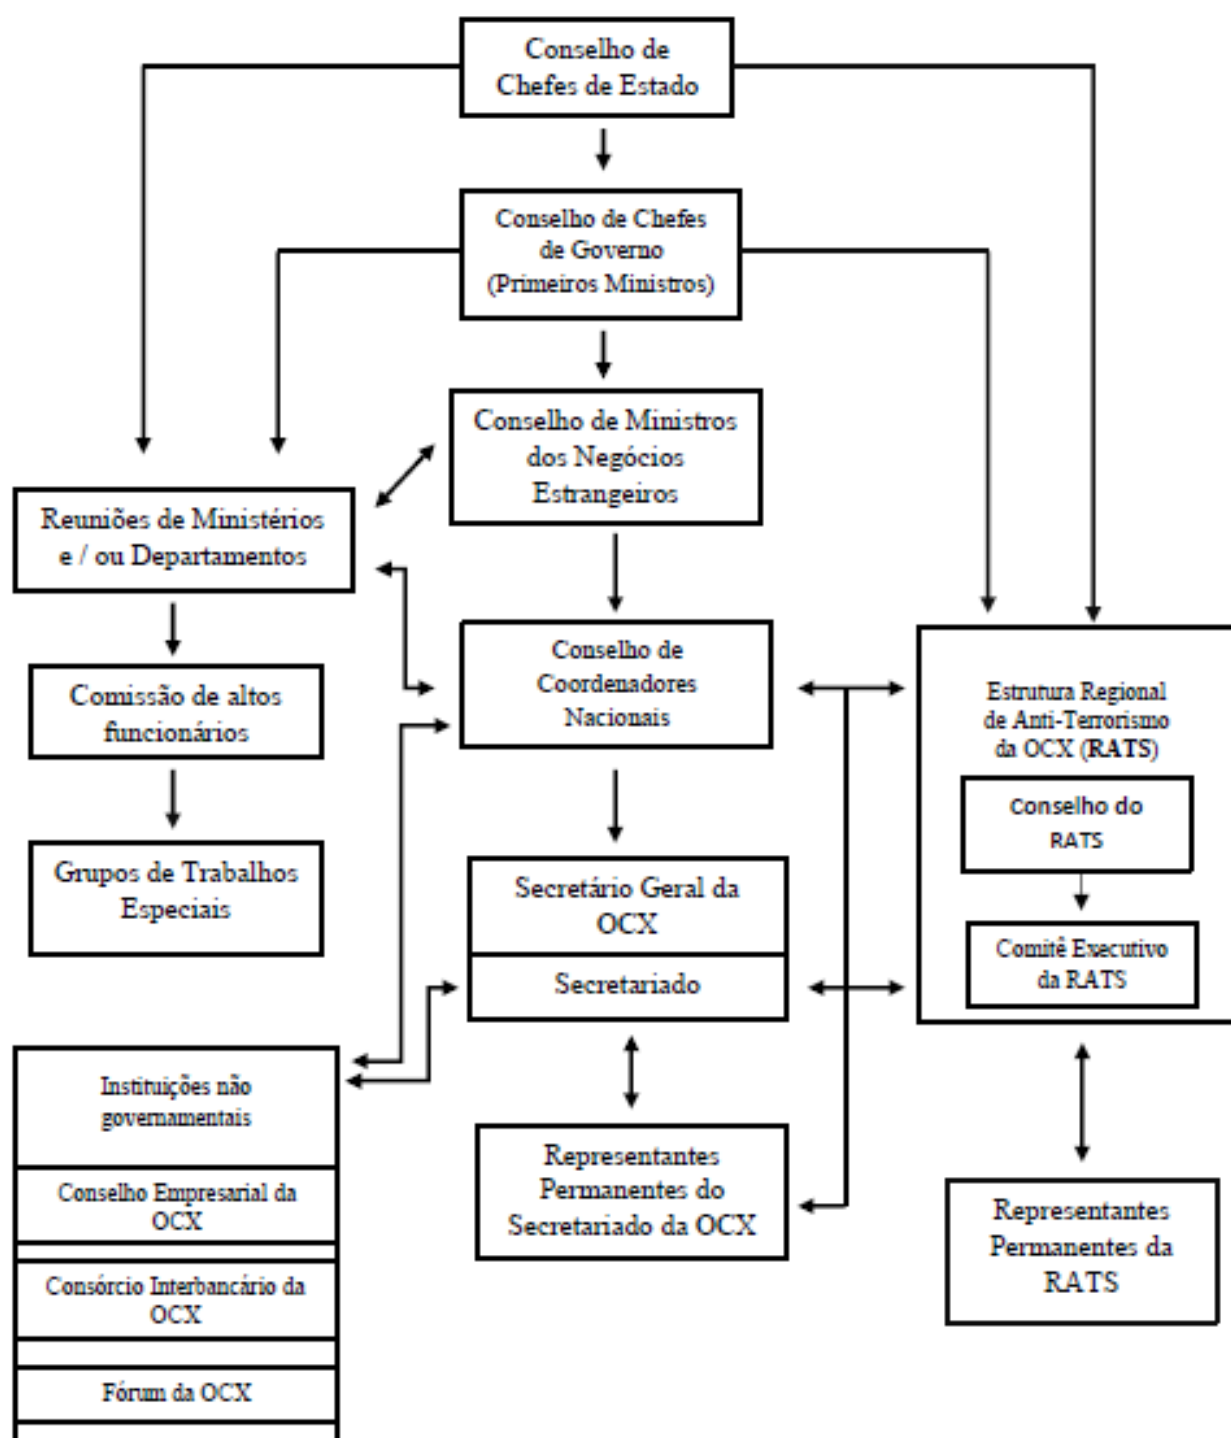 Conselho de
Chefes de Estado
Conselho de Chefes
de Governo
(Primeiros Ministros)
Conselho de Ministros
dos Negócios
Estrangeiros
Reuniões de Ministérios
e / ou Departamentos
Conselho de
Coordenadores
Nacionais
Comissão de altos
funcionários
Estrutura Regional
de Anti-Terrorismo
da OCX (RATS)
Conselho do
RATS
Comitê Executivo
da RATS
Grupos de Trabalhos
Especiais
Secretário Geral da
OCX
Secretariado
Instituições não
governamentais
Conselho Empresarial da
OCX
Consórcio Interbancário da
OCX
Fórum da OCX
Representantes
Permanentes do
Secretariado da OCX
Representantes
Permanentes da
RATS